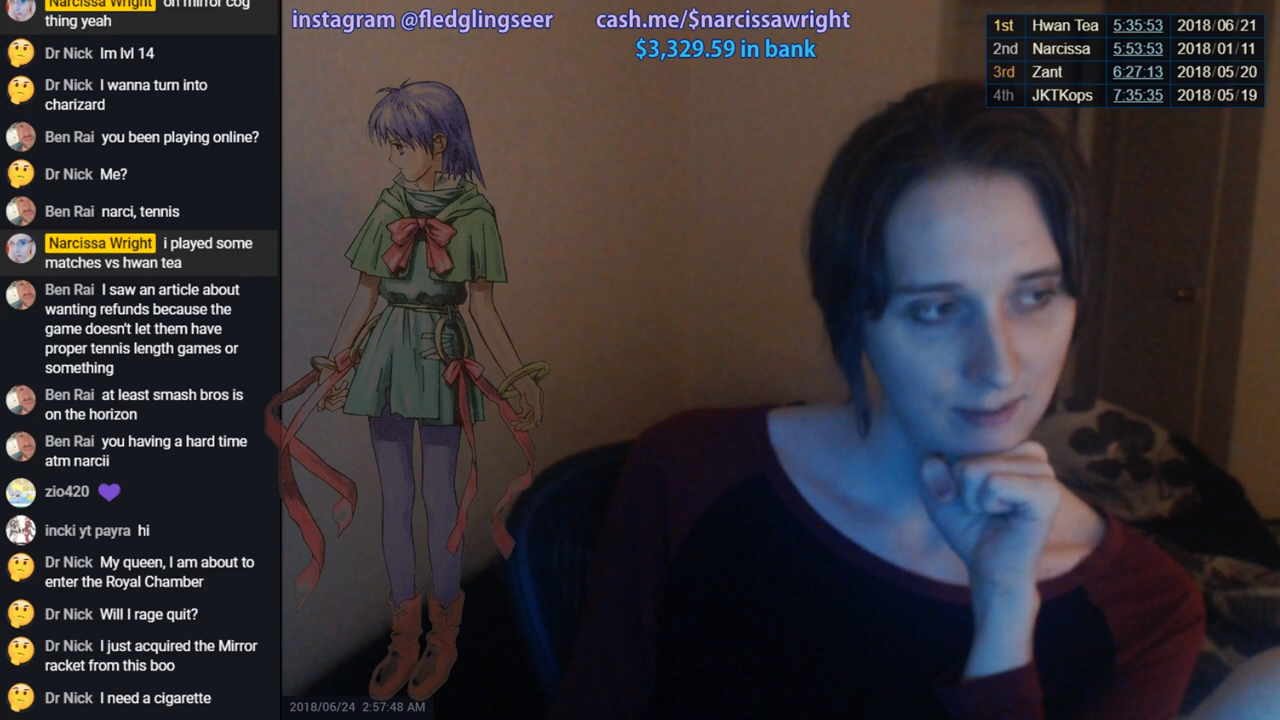 Narcissa Wright on mirror cog
thing yeah
Dr Nick Im lvl 14
Dr Nick I wanna turn into
charizard
Ben Rai you been playing online?
Dr Nick Me?
Ben Rai narci, tennis
Narcissa Wright i played some
matches vs hwan tea
Ben Rai I saw an article about
wanting refunds because the
game doesn't let them have
proper tennis length games or
something
Ben Rai at least smash bros is
on the horizon
Ben Rai you having a hard time
atm narcii
zio420
incki yt payra hi
Dr Nick My queen, I am about to
enter the Royal Chamber
Dr Nick Will I rage quit?
Dr Nick I just acquired the Mirror
racket from this boo
Dr Nick I need a cigarette
instagram @fledglingseer cash.me/$narcissawright
$3,329.59 in bank
1st Hwan Tea 5:35:53 2018/06/21
2nd Narcissa 5:53:53 2018/01/11
3rd Zant 6:27:13 2018/05/20
4th JKTKops 7:35:35 2018/05/19
2018/06/24 2:57:48 AM